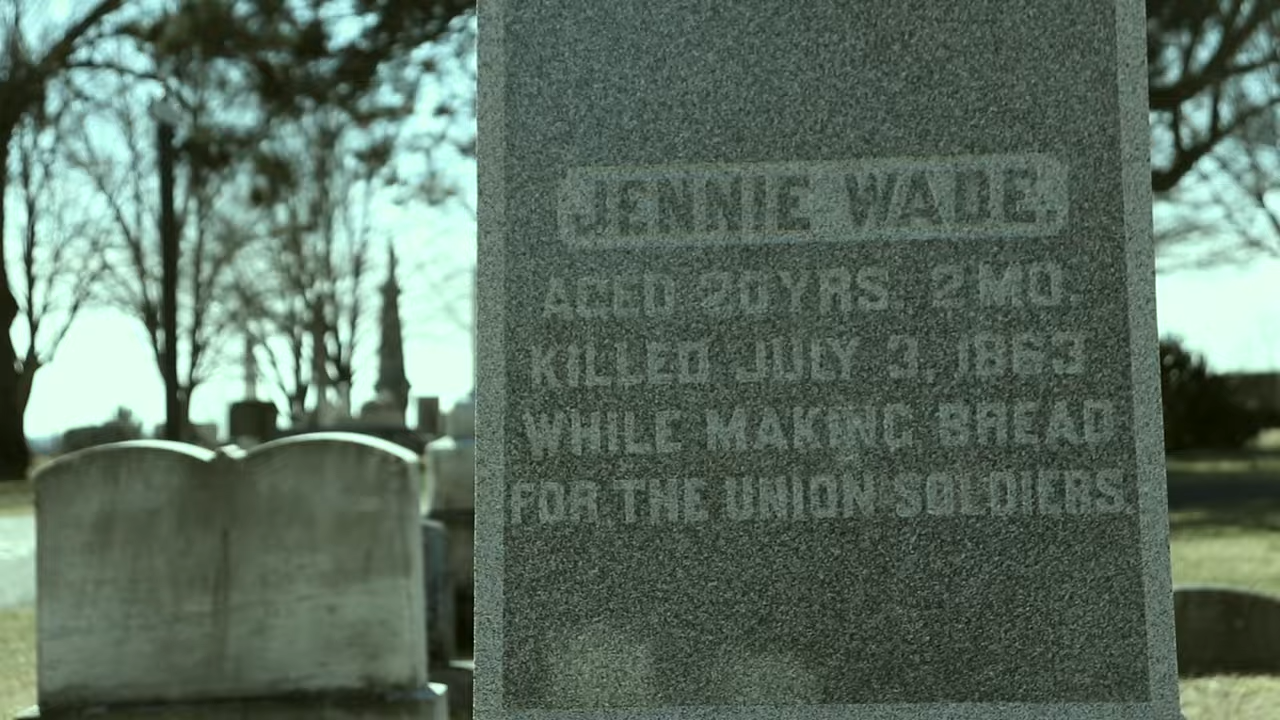 JENNIE WADE.
AGED 20 YRS. 2 MO.
KILLED JULY 3, 1863
WHILE MAKING BREAD
FOR THE UNION SOLDIERS.